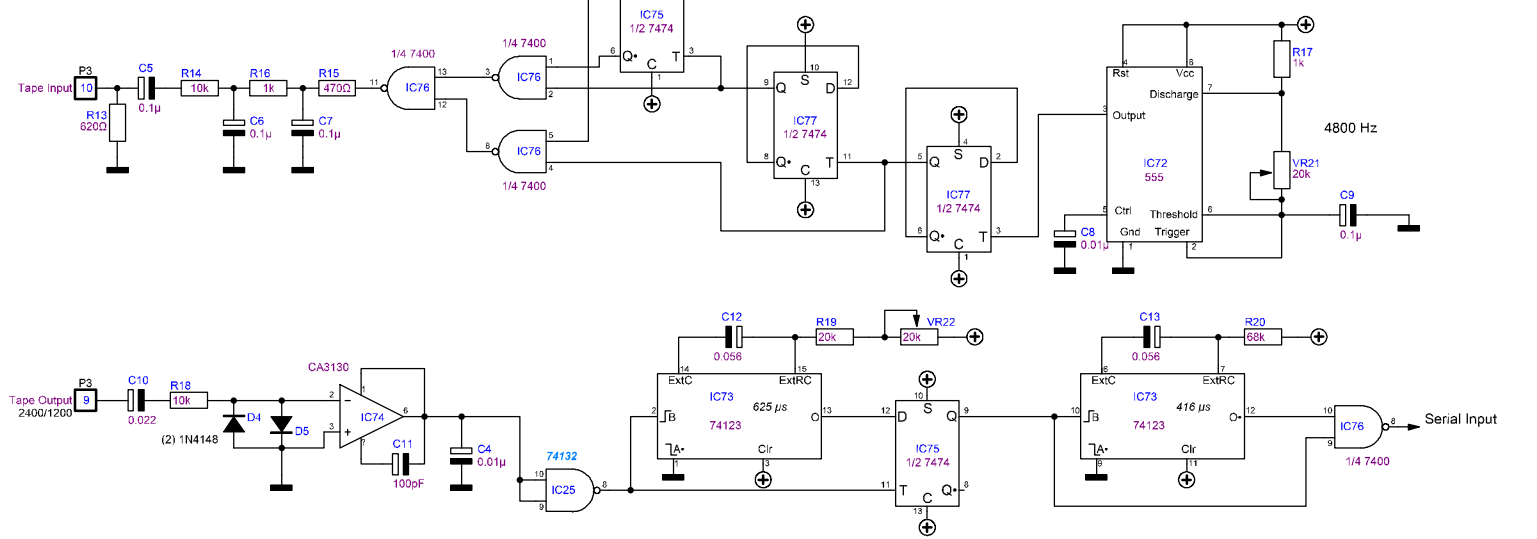 IC75
1/2 7474
6
Q•
T
3
C
1
1/4 7400
1/4 7400
3
IC76
1
2
P3
Tape Input
10
C5
0.1µ
R13
620Ω
R14
10k
R16
1k
R15
470Ω
C6
0.1µ
C7
0.1µ
11
IC76
13
12
8
IC76
5
4
1/4 7400
10
S
9
Q
D
12
IC77
1/2 7474
8
Q•
T
11
C
13
4
S
5
Q
D
2
IC77
1/2 7474
6
Q•
T
3
C
1
4
8
Rst
Vcc
Discharge
7
3
Output
IC72
555
5
Ctrl
Threshold
6
Gnd
Trigger
1
2
C8
0.01µ
R17
1k
4800 Hz
VR21
20k
C9
0.1µ
P3
Tape Output
9
2400/1200
C10
0.022
R18
10k
D4
D5
(2) 1N4148
CA3130
1
2
−
IC74
6
3
+
7
C11
100pF
C4
0.01µ
74132
10
IC25
8
9
C12
0.056
R19
20k
VR22
20k
14
15
ExtC
ExtRC
IC73
625 µs
2
B
74123
O
13
A•
Clr
1
3
10
S
12
D
Q
9
IC75
1/2 7474
11
T
Q•
8
C
13
C13
0.056
R20
68k
6
7
ExtC
ExtRC
IC73
416 µs
10
B
74123
O•
12
A•
Clr
9
11
10
IC76
8
9
1/4 7400
Serial Input